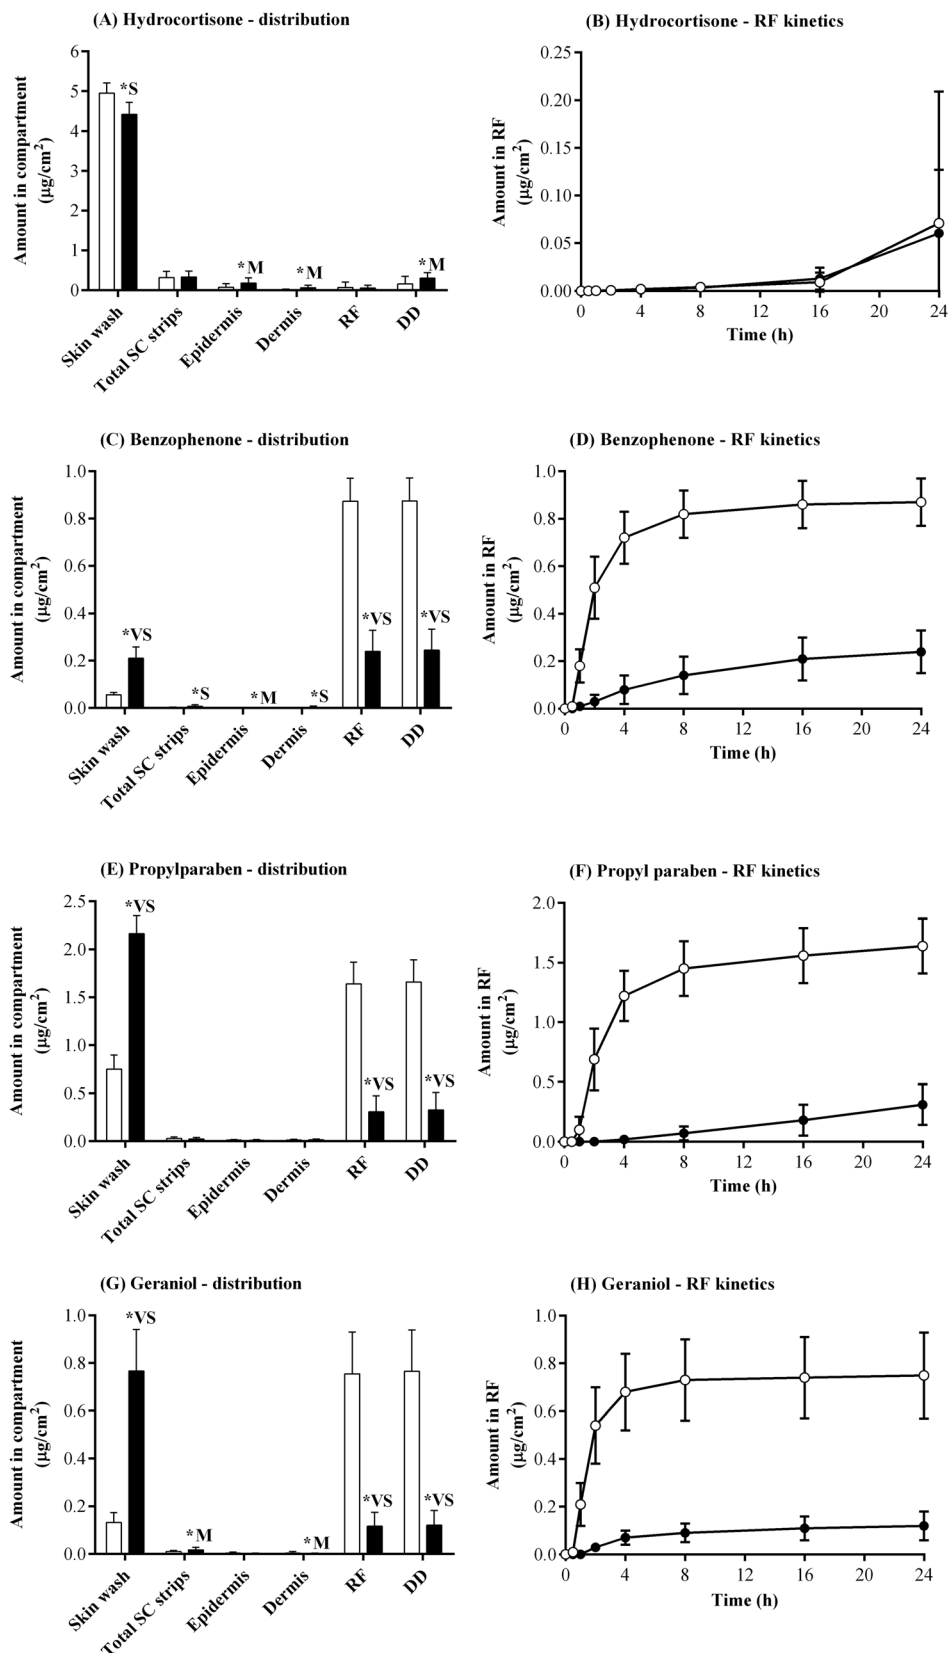 (A) Hydrocortisone - distribution
Amount in compartment
(µg/cm²)
6
5
4
3
2
1
0
*S
*M
*M
*M
Skin wash
Total SC strips
Epidermis
Dermis
RF
DD
(B) Hydrocortisone - RF kinetics
Amount in RF
(µg/cm²)
0.25
0.20
0.15
0.10
0.05
0.00
0 4 8 12 16 20 24
Time (h)
(C) Benzophenone - distribution
Amount in compartment
(µg/cm²)
1.0
0.8
0.6
0.4
0.2
0.0
*VS
*S
*M
*S
*VS
*VS
Skin wash
Total SC strips
Epidermis
Dermis
RF
DD
(D) Benzophenone - RF kinetics
Amount in RF
(µg/cm²)
1.0
0.8
0.6
0.4
0.2
0.0
0 4 8 12 16 20 24
Time (h)
(E) Propylparaben - distribution
Amount in compartment
(µg/cm²)
2.5
2.0
1.5
1.0
0.5
0.0
*VS
*VS
*VS
Skin wash
Total SC strips
Epidermis
Dermis
RF
DD
(F) Propyl paraben - RF kinetics
Amount in RF
(µg/cm²)
2.0
1.5
1.0
0.5
0.0
0 4 8 12 16 20 24
Time (h)
(G) Geraniol - distribution
Amount in compartment
(µg/cm²)
1.0
0.8
0.6
0.4
0.2
0.0
*VS
*M
*M
*VS
*VS
Skin wash
Total SC strips
Epidermis
Dermis
RF
DD
(H) Geraniol - RF kinetics
Amount in RF
(µg/cm²)
1.0
0.8
0.6
0.4
0.2
0.0
0 4 8 12 16 20 24
Time (h)